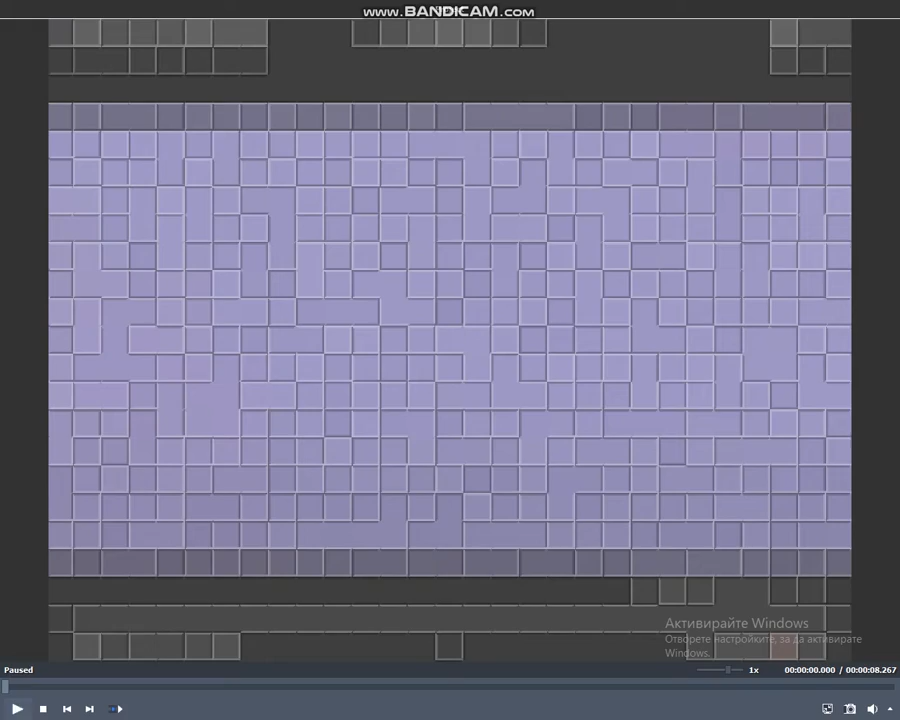 www.BANDICAM.com
Активирайте Windows
Отворете настройките, за да активирате
Windows.
Paused
1x
00:00:00.000 / 00:00:08.267